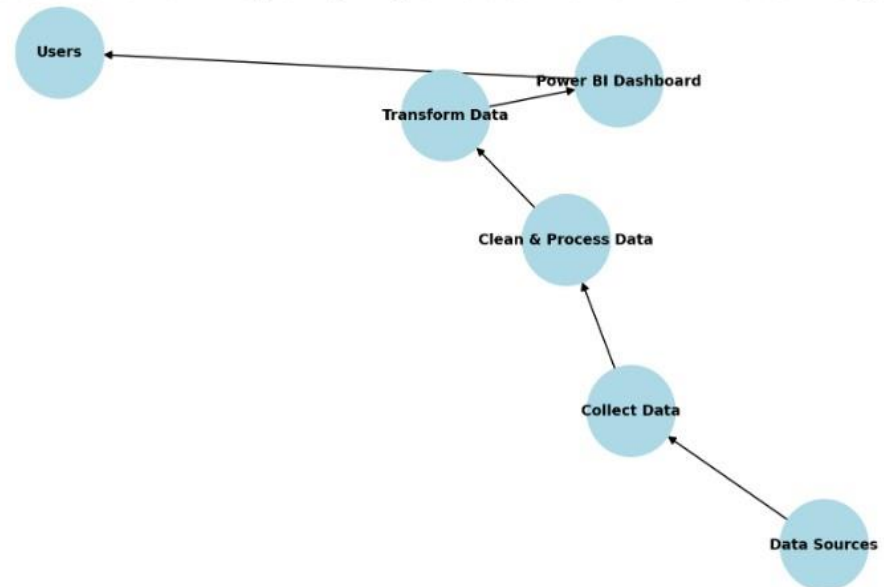 Users
Power BI Dashboard
Transform Data
Clean & Process Data
Collect Data
Data Sources